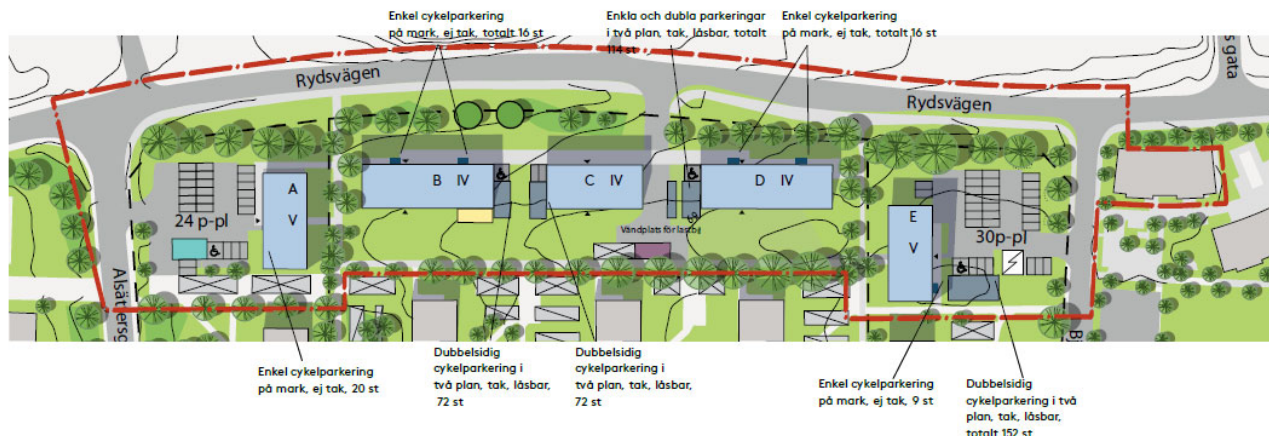 Enkel cykelparkering
på mark, ej tak, totalt 16 st
Enkla och dubla parkeringar
i två plan, tak, låsbar, totalt
114 st
Enkel cykelparkering
på mark, ej tak, totalt 16 st
Rydsvägen
Rydsvägen
s gata
A
V
24 p-pl
B IV
C IV
D IV
E
V
30p-pl
Vändplats för lastbil
Alsätersg
B
Enkel cykelparkering
på mark, ej tak, 20 st
Dubbelsidig
cykelparkering i
två plan, tak, låsbar,
72 st
Dubbelsidig
cykelparkering i
två plan, tak, låsbar,
72 st
Enkel cykelparkering
på mark, ej tak, 9 st
Dubbelsidig
cykelparkering i två
plan, tak, låsbar,
totalt 152 st